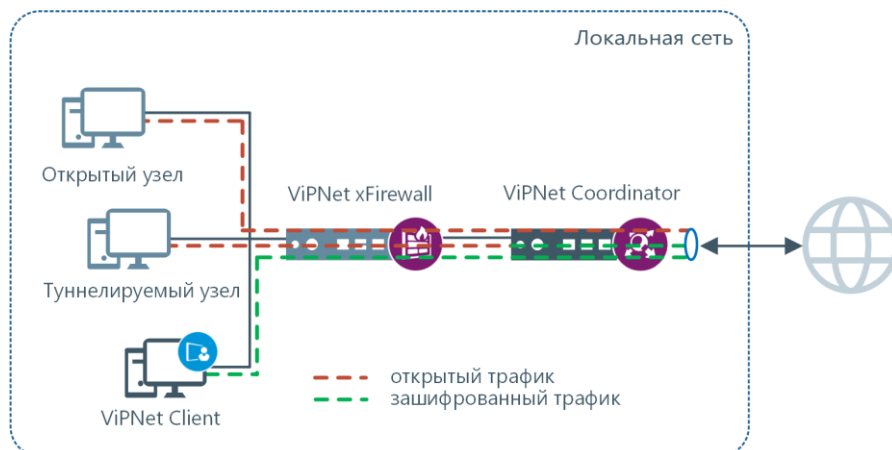 Локальная сеть
Открытый узел
ViPNet xFirewall
ViPNet Coordinator
Туннелируемый узел
ViPNet Client
открытый трафик
зашифрованный трафик